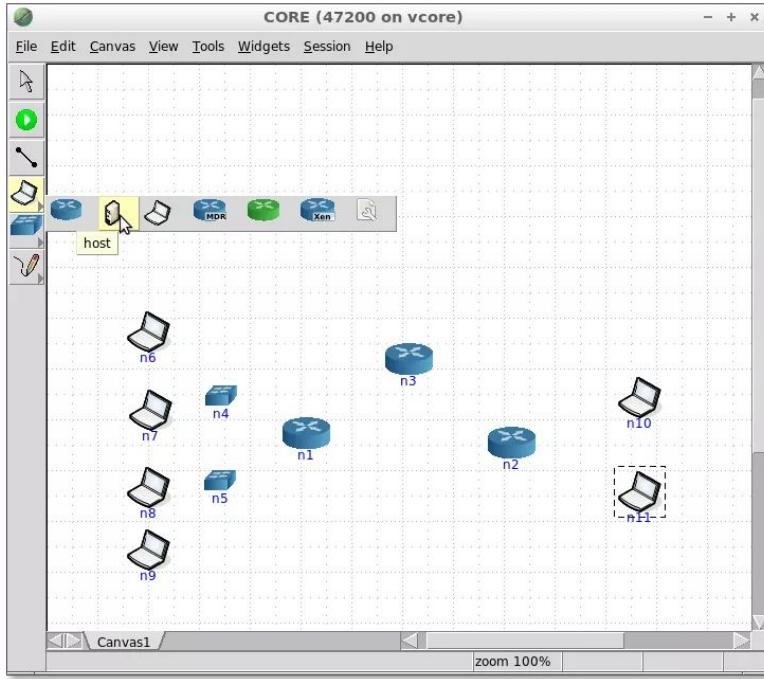 CORE (47200 on vcore)
File Edit Canvas View Tools Widgets Session Help
MDR Xen
host
n6
n3
n4
n7
n10
n1
n2
n5
n8
n11
n9
Canvas1
zoom 100%